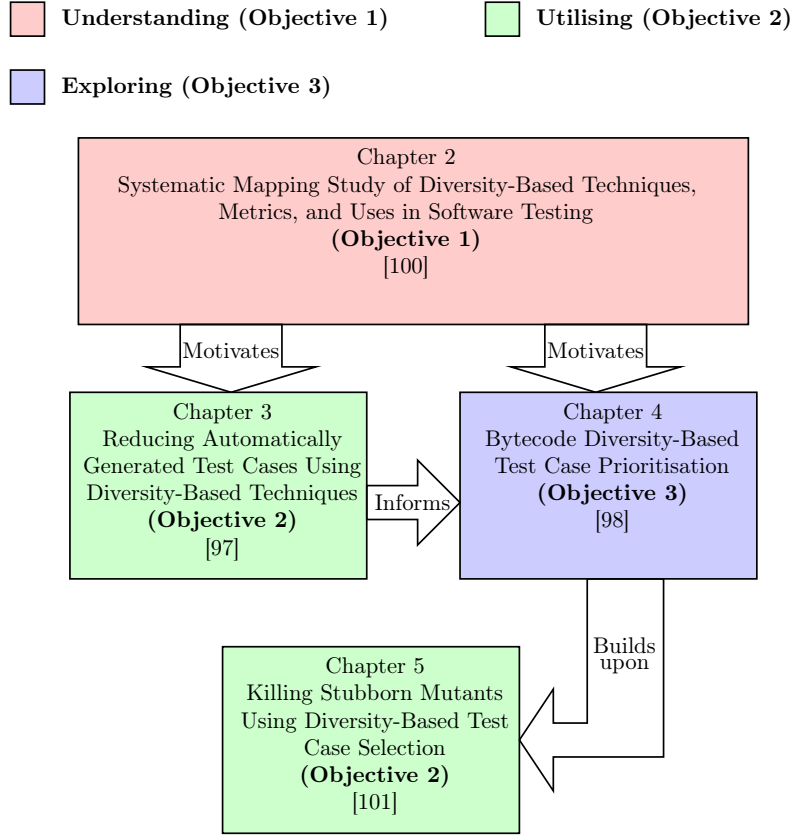 Understanding (Objective 1)
Utilising (Objective 2)
Exploring (Objective 3)
Chapter 2
Systematic Mapping Study of Diversity-Based Techniques,
Metrics, and Uses in Software Testing
(Objective 1)
[100]
Motivates
Motivates
Chapter 3
Reducing Automatically
Generated Test Cases Using
Diversity-Based Techniques
(Objective 2)
[97]
Informs
Chapter 4
Bytecode Diversity-Based
Test Case Prioritisation
(Objective 3)
[98]
Builds
upon
Chapter 5
Killing Stubborn Mutants
Using Diversity-Based Test
Case Selection
(Objective 2)
[101]